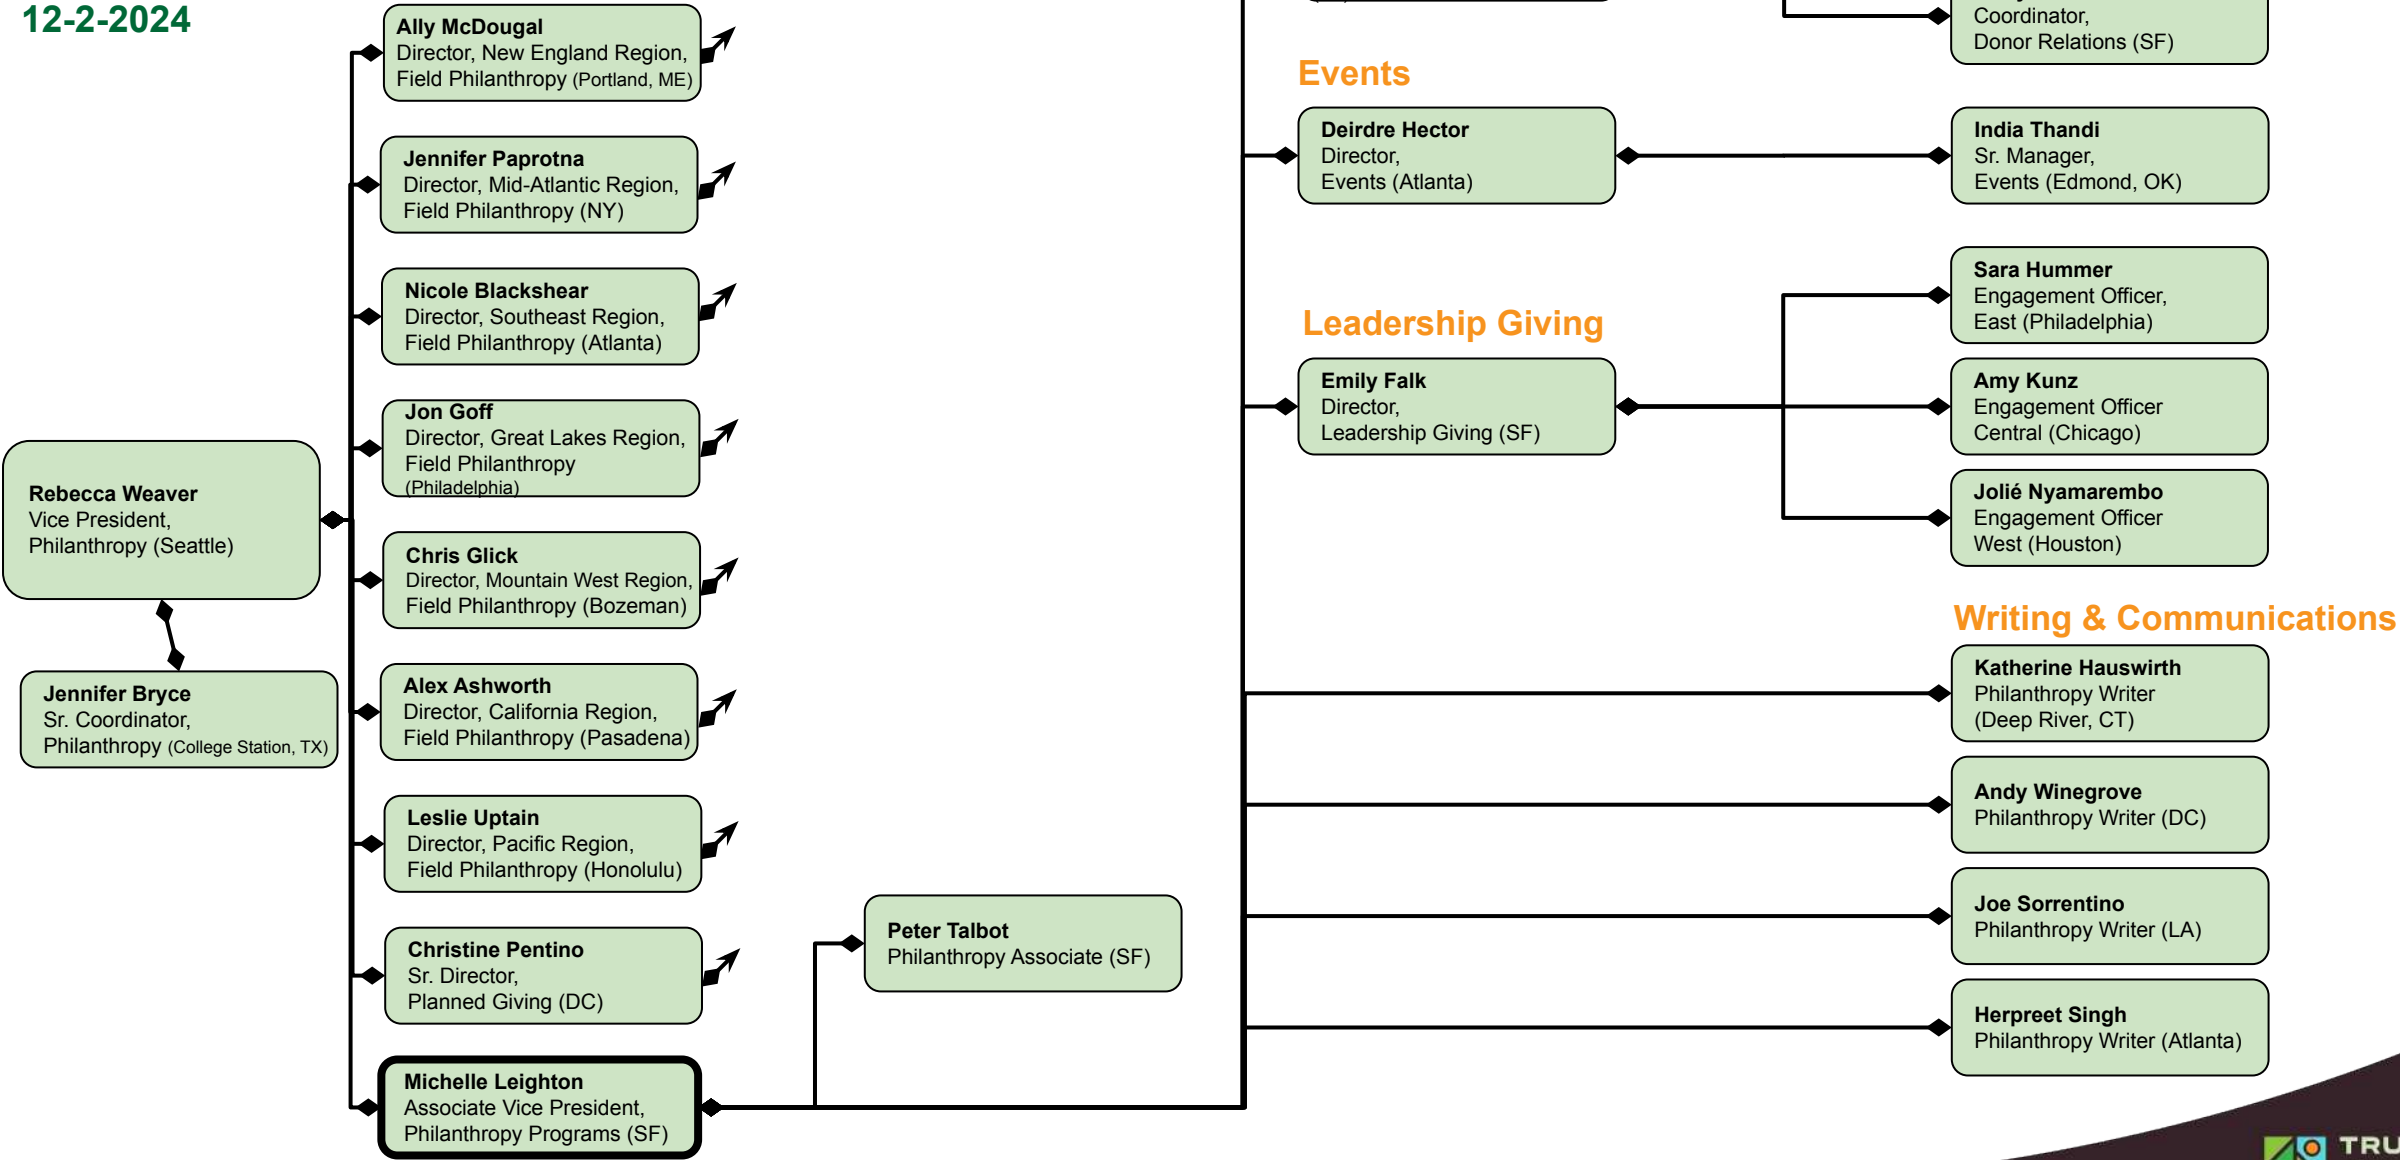 12-2-2024
Ally McDougal
Director, New England Region,
Field Philanthropy (Portland, ME)
Jennifer Paprotna
Director, Mid-Atlantic Region,
Field Philanthropy (NY)
Nicole Blackshear
Director, Southeast Region,
Field Philanthropy (Atlanta)
Jon Goff
Director, Great Lakes Region,
Field Philanthropy
(Philadelphia)
Rebecca Weaver
Vice President,
Philanthropy (Seattle)
Chris Glick
Director, Mountain West Region,
Field Philanthropy (Bozeman)
Jennifer Bryce
Sr. Coordinator,
Philanthropy (College Station, TX)
Alex Ashworth
Director, California Region,
Field Philanthropy (Pasadena)
Leslie Uptain
Director, Pacific Region,
Field Philanthropy (Honolulu)
Christine Pentino
Sr. Director,
Planned Giving (DC)
Michelle Leighton
Associate Vice President,
Philanthropy Programs (SF)
Peter Talbot
Philanthropy Associate (SF)
Coordinator,
Donor Relations (SF)
Events
Deirdre Hector
Director,
Events (Atlanta)
India Thandi
Sr. Manager,
Events (Edmond, OK)
Leadership Giving
Emily Falk
Director,
Leadership Giving (SF)
Sara Hummer
Engagement Officer,
East (Philadelphia)
Amy Kunz
Engagement Officer
Central (Chicago)
Jolié Nyamarembo
Engagement Officer
West (Houston)
Writing & Communications
Katherine Hauswirth
Philanthropy Writer
(Deep River, CT)
Andy Winegrove
Philanthropy Writer (DC)
Joe Sorrentino
Philanthropy Writer (LA)
Herpreet Singh
Philanthropy Writer (Atlanta)
TRU